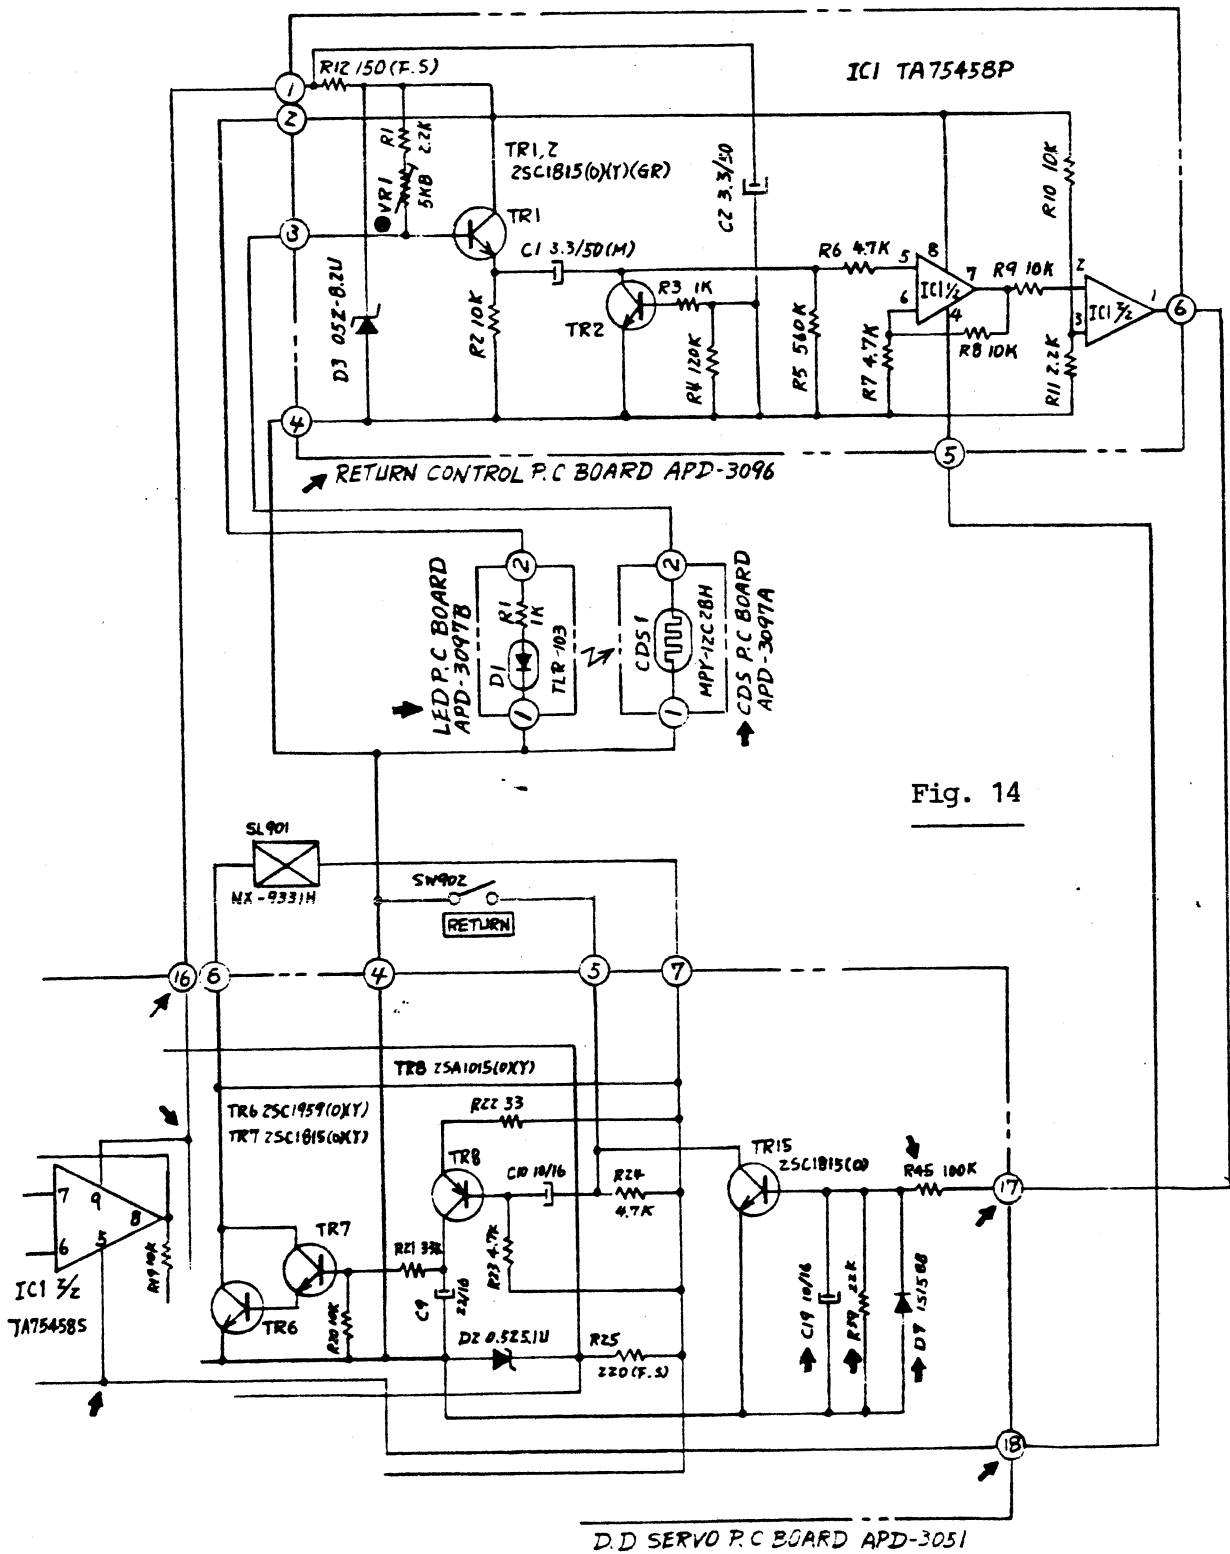 R12 150(F.S)
IC1 TA75458P
1
2
R1 2.2K
VR1 5KB
TR1,2
2SC1815(O)(Y)(GR)
C2 3.3/50
R10 10K
3
TR1
C1 3.3/50(M)
R6 4.7K
5
8
7
R9 10K
2
IC1 1/2
6
4
IC1 2/2
1
6
3
D3 05Z-8.2U
R2 10K
R3 1K
TR2
R4 120K
R5 560K
R7 4.7K
R8 10K
R11 2.2K
4
5
RETURN CONTROL P.C BOARD APD-3096
LED P.C BOARD
APD-3097B
2
R1
1K
D1
TLR-103
1
2
CDS1
MPY-12C28H
1
CDS P.C BOARD
APD-3097A
Fig. 14
SL901
NX-9331H
SW902
RETURN
16
6
4
5
7
TR8 2SA1015(O)(Y)
TR6 2SC1959(O)(Y)
TR7 2SC1815(O)(Y)
R22 33
TR8
C10 10/16
R24
4.7K
TR15
2SC1815(O)
R45 100K
17
7
9
8
6
5
IC1 2/2
TA75458S
R19 10K
TR7
R21 33K
R23 4.7K
TR6
R20 10K
C9
22/16
D2 0.5Z5.1U
R25
220(F.S)
C19 10/16
R39 22K
D7 1S1588
18
D.D SERVO P.C BOARD APD-3051